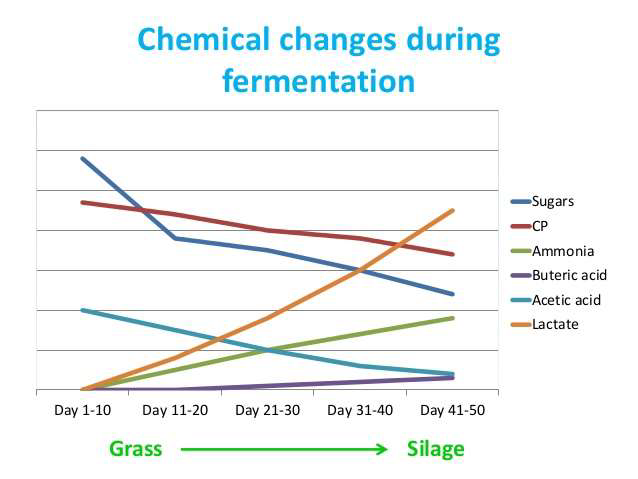 Chemical changes during
fermentation
Sugars
CP
Ammonia
Buteric acid
Acetic acid
Lactate
Day 1-10 Day 11-20 Day 21-30 Day 31-40 Day 41-50
Grass Silage